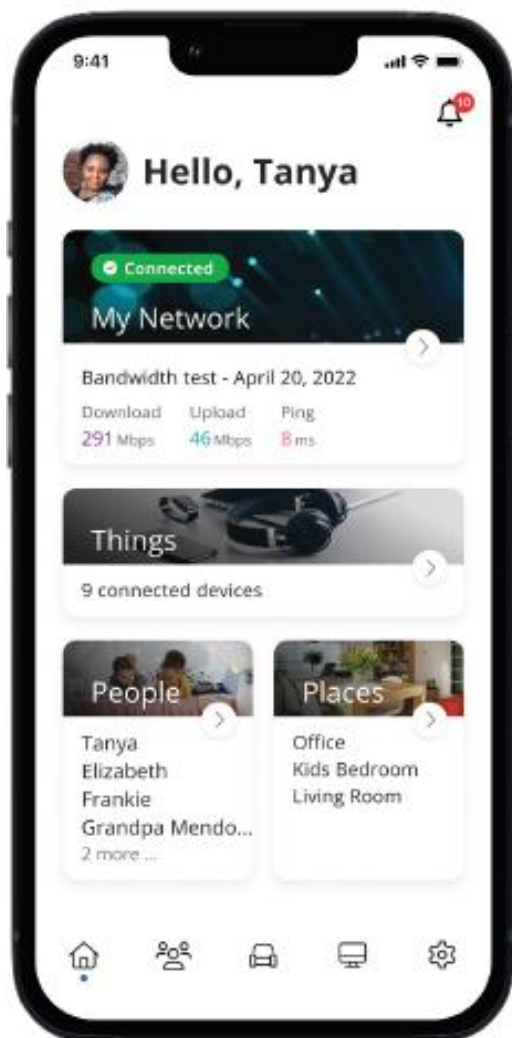 9:41
10
Hello, Tanya
Connected
My Network
Bandwidth test - April 20, 2022
Download Upload Ping
291 Mbps 46 Mbps 8 ms
Things
9 connected devices
People
Tanya
Elizabeth
Frankie
Grandpa Mendo...
2 more ...
Places
Office
Kids Bedroom
Living Room